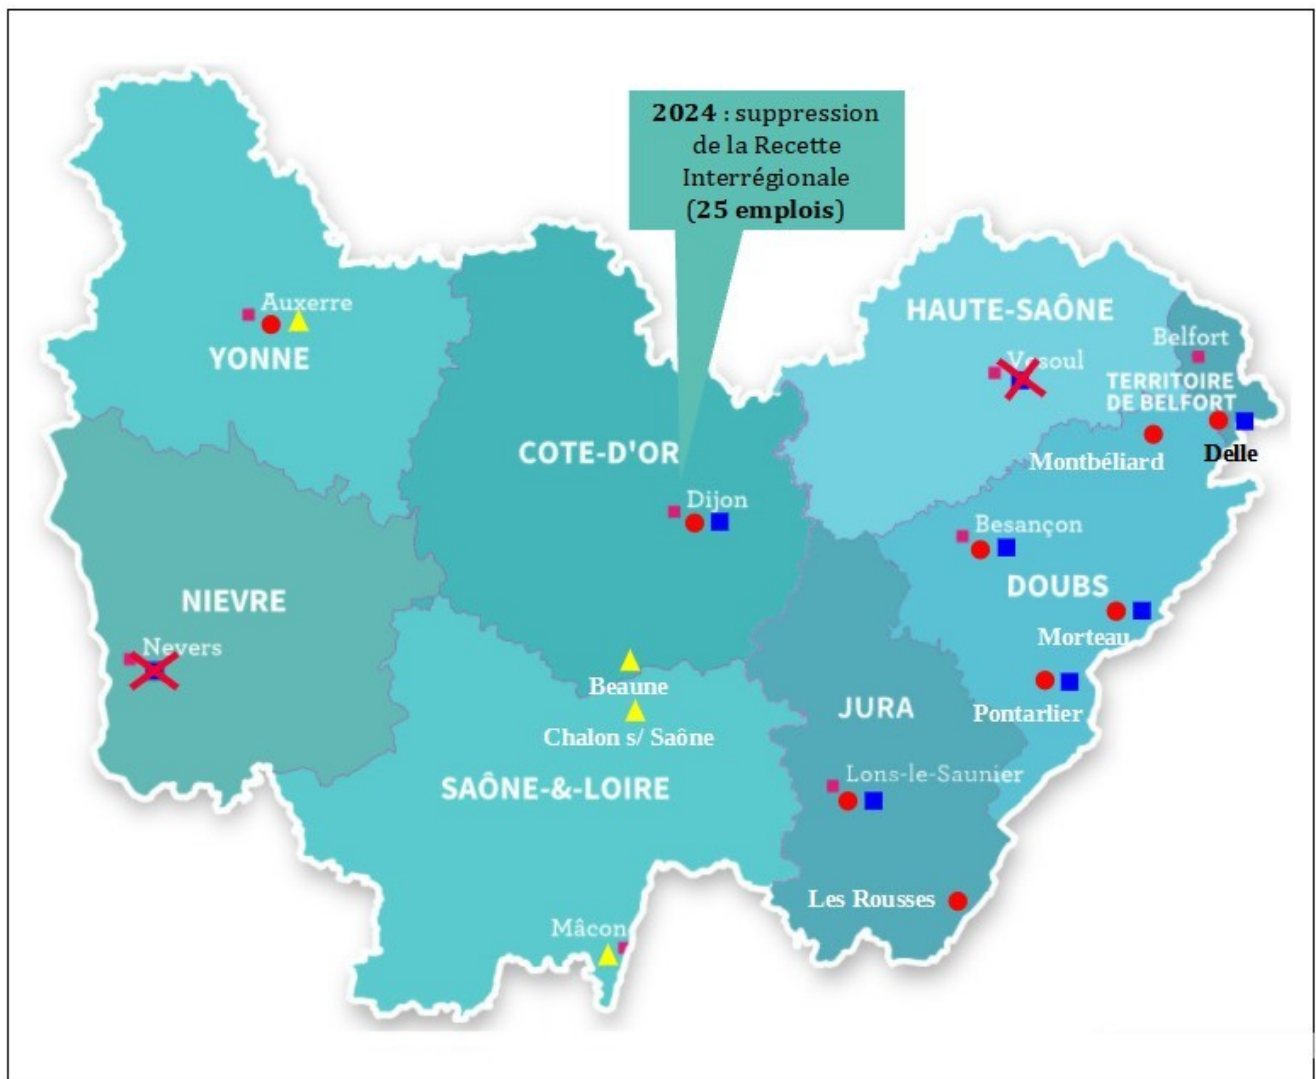 2024 : suppression
de la Recette
Interrégionale
(25 emplois)
Auxerre
YONNE
HAUTE-SAÔNE
Belfort
Vesoul
TERRITOIRE
DE BELFORT
COTE-D'OR
Montbéliard
Delle
Dijon
Besançon
DOUBS
NIEVRE
Morteau
Nevers
Beaune
JURA
Pontarlier
Chalon s/ Saône
SAÔNE-&-LOIRE
Lons-le-Saunier
Les Rousses
Mâcon